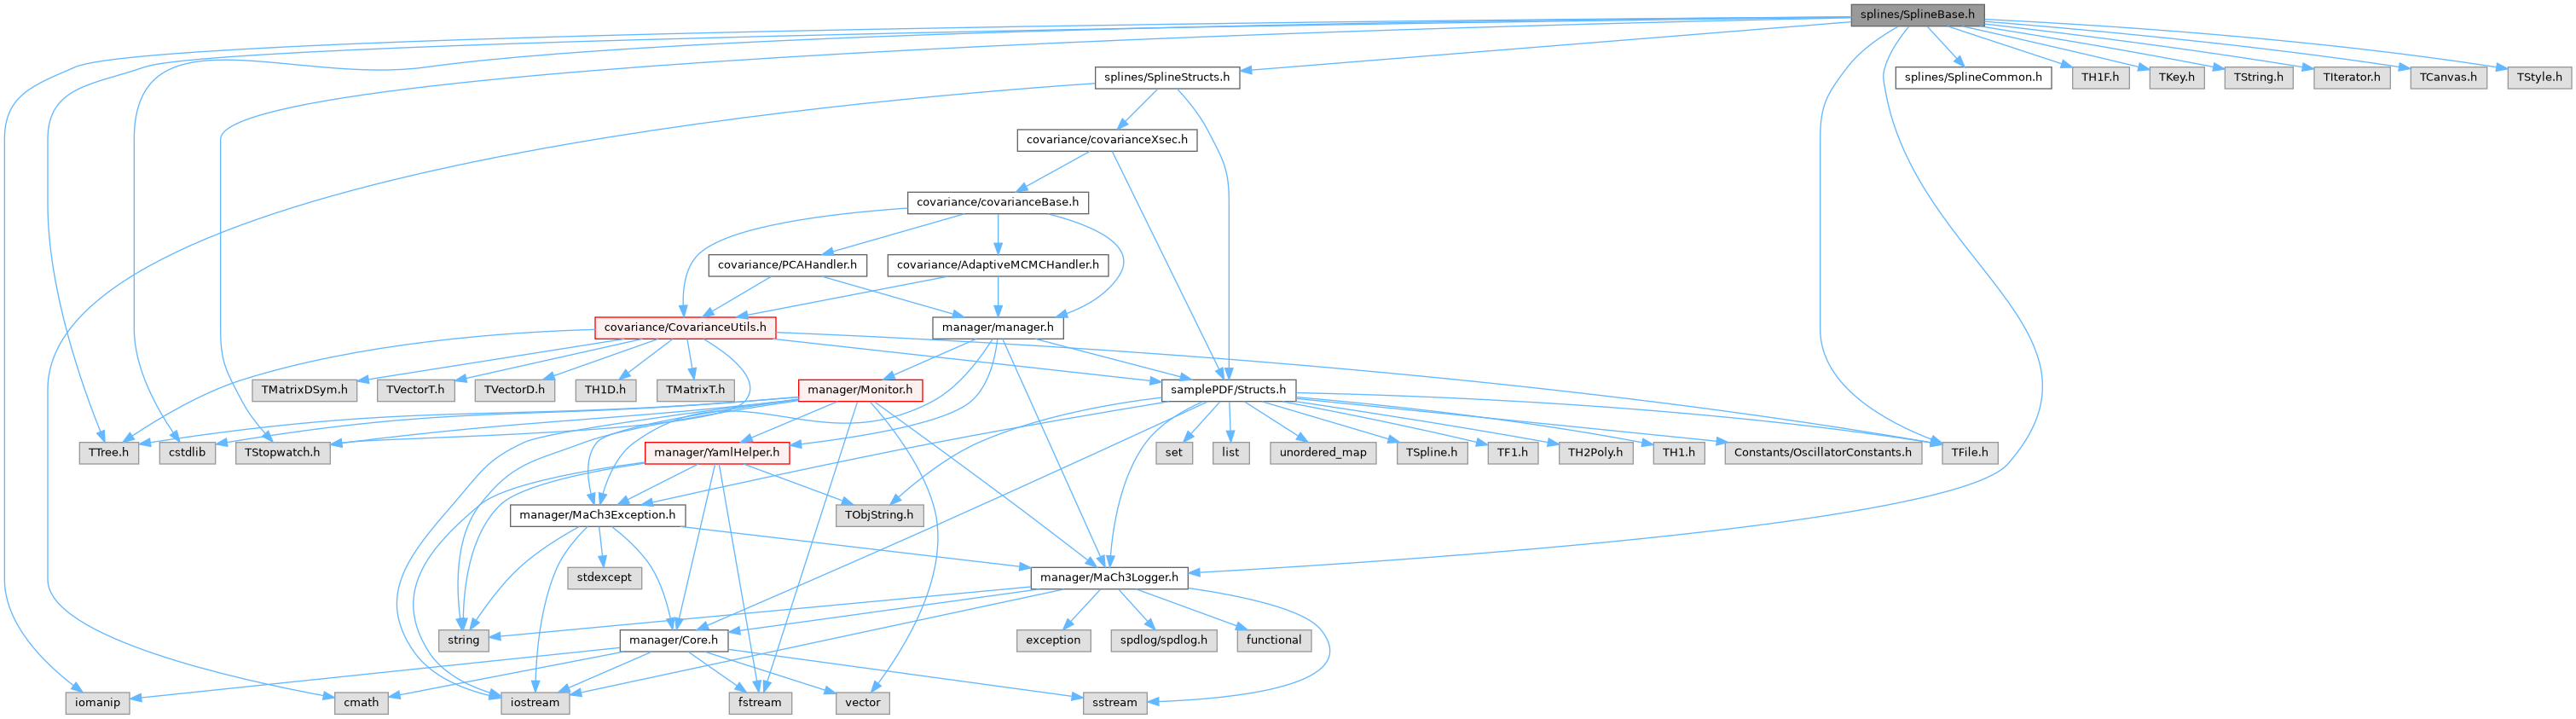 splines/SplineBase.h
splines/SplineStructs.h
splines/SplineCommon.h
TH1F.h
TKey.h
TString.h
TIterator.h
TCanvas.h
TStyle.h
covariance/covarianceXsec.h
covariance/covarianceBase.h
covariance/PCAHandler.h
covariance/AdaptiveMCMCHandler.h
covariance/CovarianceUtils.h
manager/manager.h
TMatrixDSym.h
TVectorT.h
TVectorD.h
TH1D.h
TMatrixT.h
manager/Monitor.h
samplePDF/Structs.h
TTree.h
cstdlib
TStopwatch.h
manager/YamlHelper.h
set
list
unordered_map
TSpline.h
TF1.h
TH2Poly.h
TH1.h
Constants/OscillatorConstants.h
TFile.h
manager/MaCh3Exception.h
TObjString.h
stdexcept
manager/MaCh3Logger.h
string
manager/Core.h
exception
spdlog/spdlog.h
functional
iomanip
cmath
iostream
fstream
vector
sstream